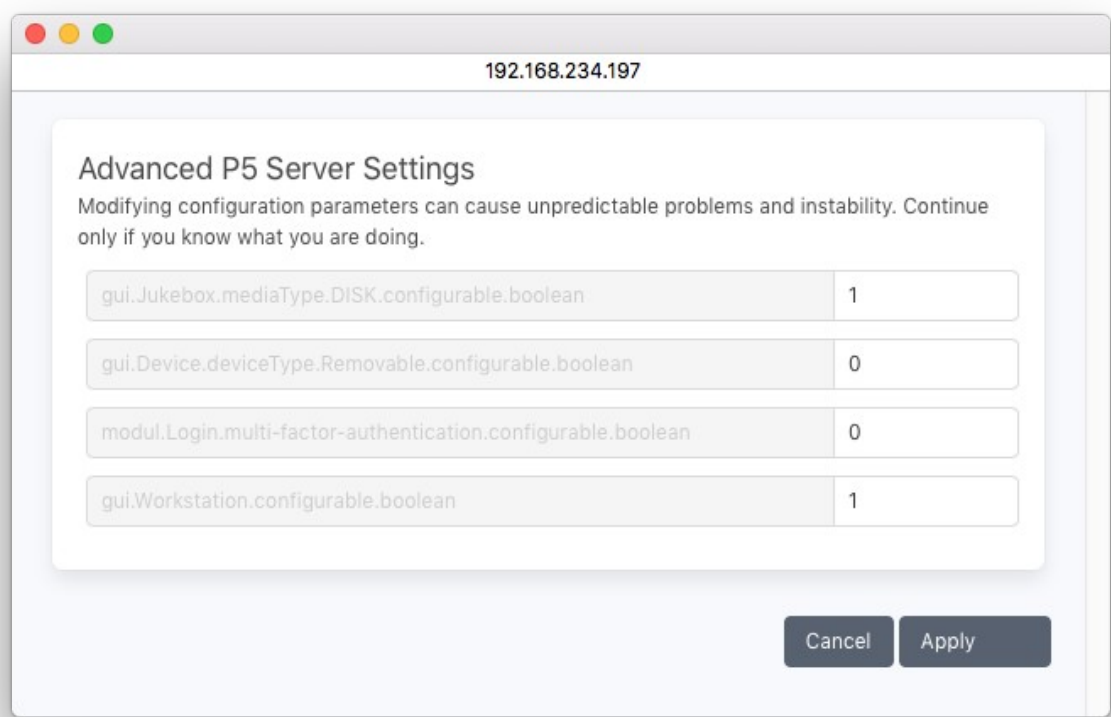 192.168.234.197
Advanced P5 Server Settings
Modifying configuration parameters can cause unpredictable problems and instability. Continue
only if you know what you are doing.
gui.Jukebox.mediaType.DISK.configurable.boolean 1
gui.Device.deviceType.Removable.configurable.boolean 0
modul.Login.multi-factor-authentication.configurable.boolean 0
gui.Workstation.configurable.boolean 1
Cancel Apply